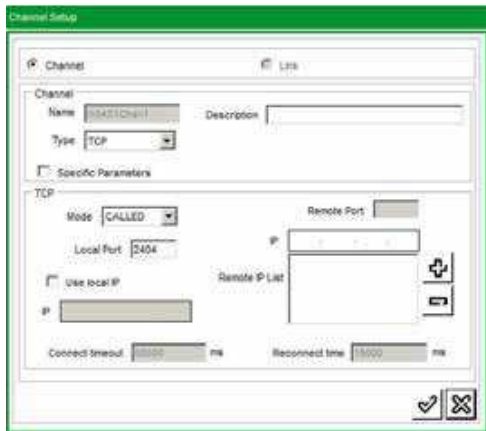 Channel Setup
Channel Link
Channel
Name Description
Type TCP
Specific Parameters
TCP
Mode CALLED Remote Port
Local Port 2404 IP
Use local IP Remote IP List
IP
Connect timeout ms Reconnect time 15000 ms